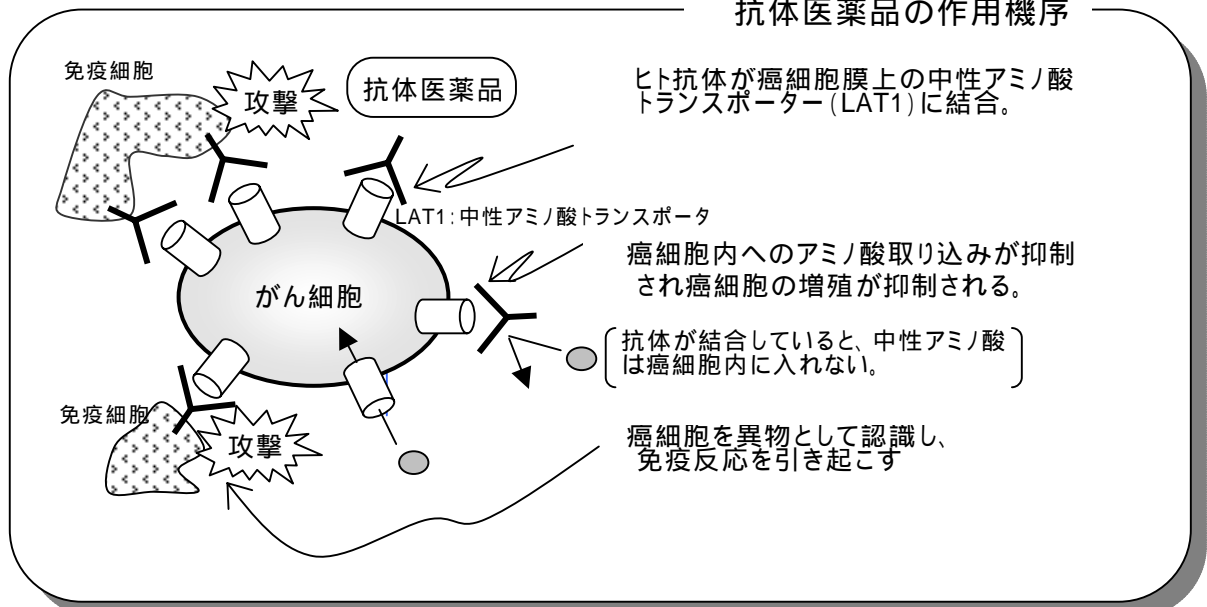 抗体医薬品の作用機序
免疫細胞
攻撃
抗体医薬品
ヒト抗体が癌細胞膜上の中性アミノ酸
トランスポーター(LAT1)に結合。
LAT1:中性アミノ酸トランスポータ
癌細胞内へのアミノ酸取り込みが抑制
され癌細胞の増殖が抑制される。
がん細胞
抗体が結合していると、中性アミノ酸
は癌細胞内に入れない。
免疫細胞
攻撃
癌細胞を異物として認識し、
免疫反応を引き起こす